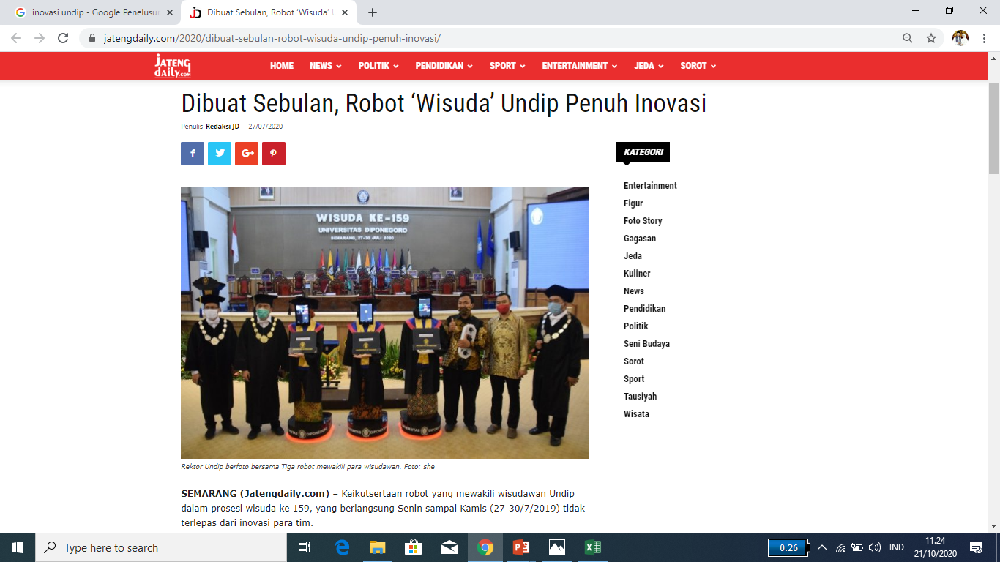 inovasi undip - Google Penelusu
Dibuat Sebulan, Robot ‘Wisuda’ U
jatengdaily.com/2020/dibuat-sebulan-robot-wisuda-undip-penuh-inovasi/
JATENG
daily.com
HOME NEWS POLITIK PENDIDIKAN SPORT ENTERTAINMENT JEDA SOROT
Dibuat Sebulan, Robot ‘Wisuda’ Undip Penuh Inovasi
Penulis Redaksi JD - 27/07/2020
G+
KATEGORI
Entertainment
Figur
Foto Story
Gagasan
Jeda
Kuliner
News
Pendidikan
Politik
Seni Budaya
Sorot
Sport
Tausiyah
Wisata
WISUDA KE-159
UNIVERSITAS DIPONEGORO
SEMARANG, 27-30 JULI 2020
DIPONEGORO
Rektor Undip berfoto bersama Tiga robot mewakili para wisudawan. Foto: she
SEMARANG (Jatengdaily.com) – Keikutsertaan robot yang mewakili wisudawan Undip
dalam prosesi wisuda ke 159, yang berlangsung Senin sampai Kamis (27-30/7/2019) tidak
terlepas dari inovasi para tim.
Type here to search
0.26
IND
11.24
21/10/2020